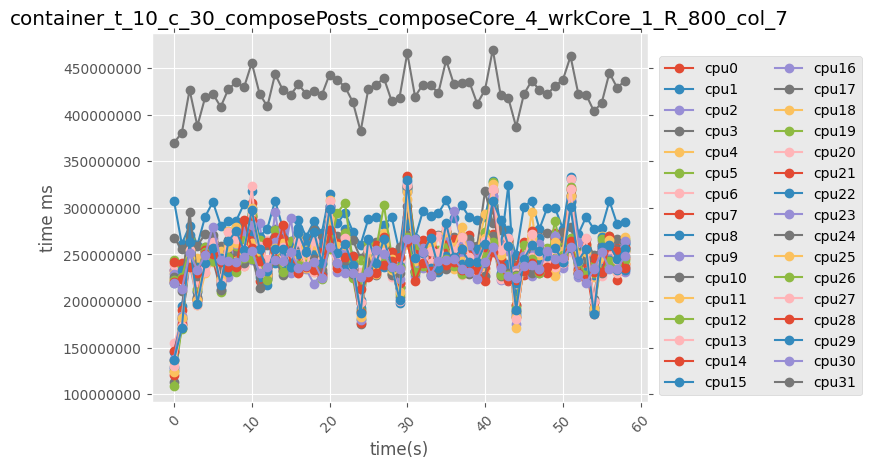 container_t_10_c_30_composePosts_composeCore_4_wrkCore_1_R_800_col_7
450000000
400000000
350000000
300000000
250000000
200000000
150000000
100000000
time ms
0
10
20
30
40
50
60
time(s)
cpu0
cpu1
cpu2
cpu3
cpu4
cpu5
cpu6
cpu7
cpu8
cpu9
cpu10
cpu11
cpu12
cpu13
cpu14
cpu15
cpu16
cpu17
cpu18
cpu19
cpu20
cpu21
cpu22
cpu23
cpu24
cpu25
cpu26
cpu27
cpu28
cpu29
cpu30
cpu31